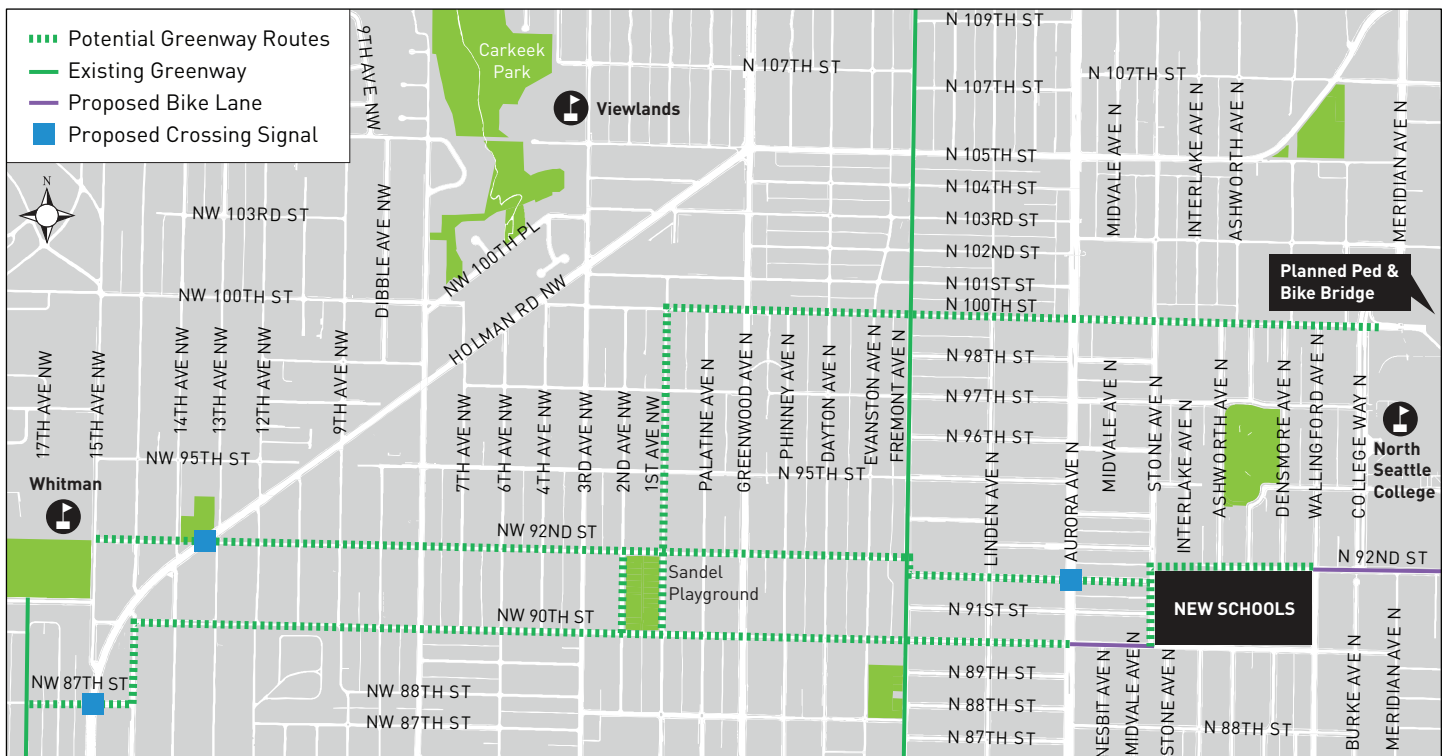 Potential Greenway Routes
Existing Greenway
Proposed Bike Lane
Proposed Crossing Signal
N
9TH AVE NW
Carkeek
Park
Viewlands
N 107TH ST
N 109TH ST
N 107TH ST
N 107TH ST
N 105TH ST
N 104TH ST
N 103RD ST
N 102ND ST
N 101ST ST
N 100TH ST
MIDVALE AVE N
INTERLAKE AVE N
ASHWORTH AVE N
MERIDIAN AVE N
NW 103RD ST
DIBBLE AVE NW
NW 100TH PL
HOLMAN RD NW
NW 100TH ST
Planned Ped &
Bike Bridge
17TH AVE NW
15TH AVE NW
14TH AVE NW
13TH AVE NW
12TH AVE NW
9TH AVE NW
7TH AVE NW
6TH AVE NW
4TH AVE NW
3RD AVE NW
2ND AVE NW
1ST AVE NW
PALATINE AVE N
GREENWOOD AVE N
PHINNEY AVE N
DAYTON AVE N
EVANSTON AVE N
FREMONT AVE N
N 98TH ST
N 97TH ST
N 96TH ST
LINDEN AVE N
AURORA AVE N
MIDVALE AVE N
STONE AVE N
INTERLAKE AVE N
ASHWORTH AVE N
DENSMORE AVE N
WALLINGFORD AVE N
COLLEGE WAY N
North
Seattle
College
NW 95TH ST
N 95TH ST
Whitman
NW 92ND ST
N 92ND ST
Sandel
Playground
NW 90TH ST
N 91ST ST
NEW SCHOOLS
NW 87TH ST
NW 88TH ST
NW 87TH ST
N 89TH ST
N 88TH ST
N 87TH ST
NESBIT AVE N
MIDVALE AVE N
STONE AVE N
N 88TH ST
BURKE AVE N
MERIDIAN AVE N